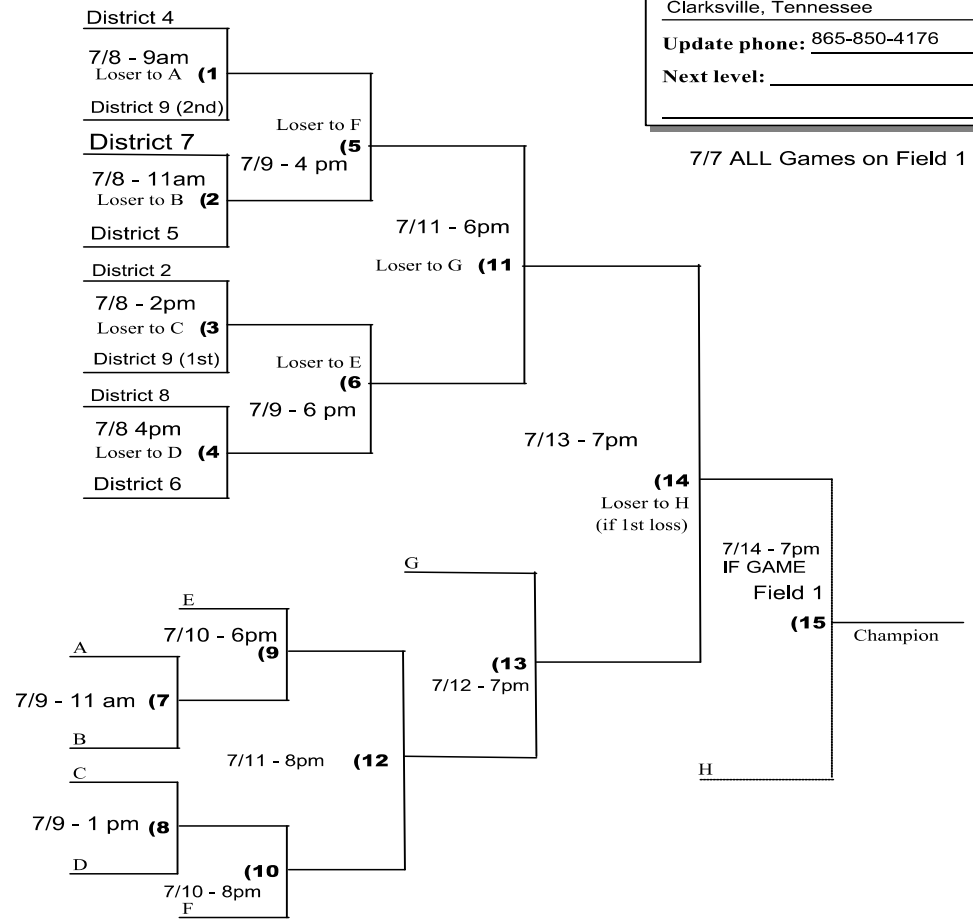 Clarksville, Tennessee
Update phone: 865-850-4176
Next level:
7/7 ALL Games on Field 1
District 4
7/8 - 9am
Loser to A (1
District 9 (2nd)
District 7
7/8 - 11am
Loser to B (2
District 5
Loser to F
(5
7/9 - 4 pm
District 2
7/8 - 2pm
Loser to C (3
District 9 (1st)
District 8
7/8 4pm
Loser to D (4
District 6
Loser to E
(6
7/9 - 6 pm
7/11 - 6pm
Loser to G (11
7/13 - 7pm
(14
Loser to H
(if 1st loss)
7/14 - 7pm
IF GAME
Field 1
(15
Champion
H
G
(13
7/12 - 7pm
E
7/10 - 6pm
(9
A
7/9 - 11 am (7
B
7/11 - 8pm (12
C
7/9 - 1 pm (8
D
(10
7/10 - 8pm
F